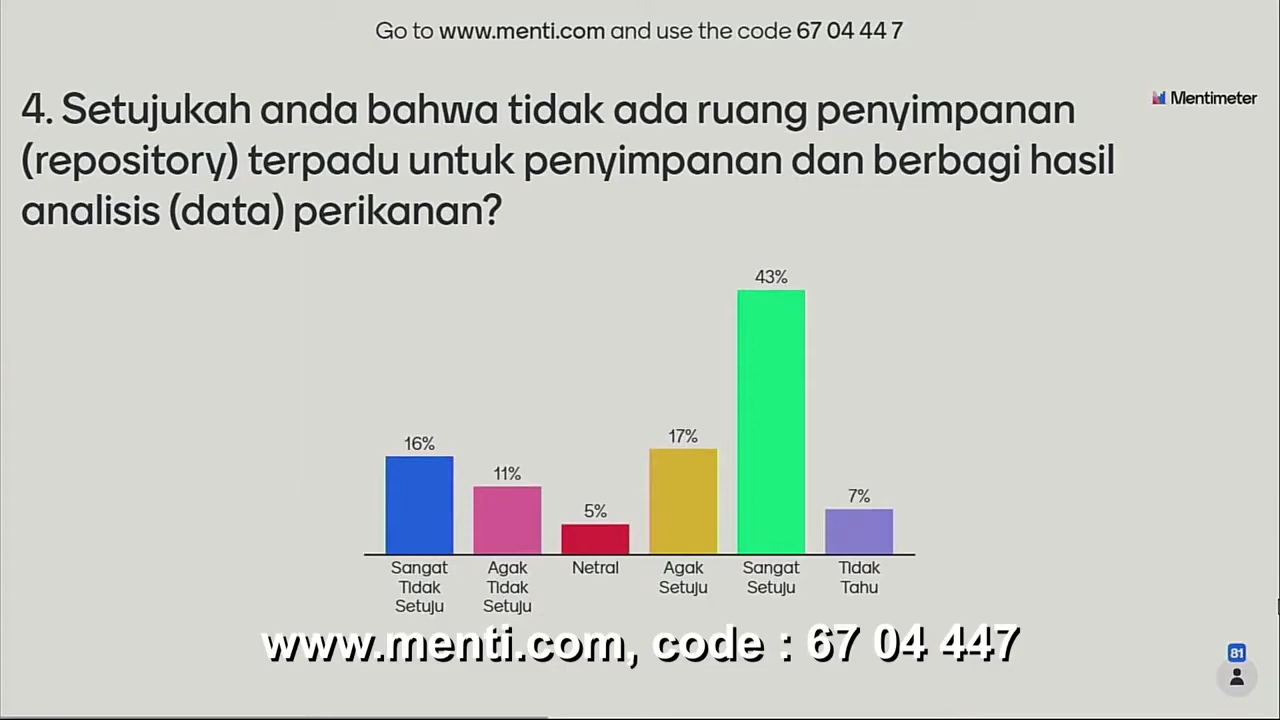 Go to www.menti.com and use the code 67 04 44 7
4. Setujukah anda bahwa tidak ada ruang penyimpanan
Mentimeter
(repository) terpadu untuk penyimpanan dan berbagi hasil
analisis (data) perikanan?
43%
16%
17%
11%
5%
7%
Sangat
Tidak
Setuju
Agak
Tidak
Setuju
Netral
Agak
Setuju
Sangat
Setuju
Tidak
Tahu
www.menti.com, code : 67 04 447
81